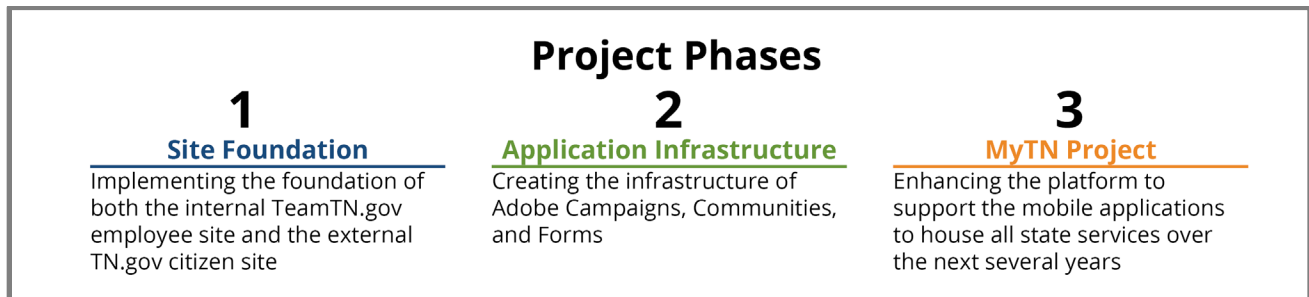 Project Phases
1
Site Foundation
Implementing the foundation of
both the internal TeamTN.gov
employee site and the external
TN.gov citizen site
2
Application Infrastructure
Creating the infrastructure of
Adobe Campaigns, Communities,
and Forms
3
MyTN Project
Enhancing the platform to
support the mobile applications
to house all state services over
the next several years